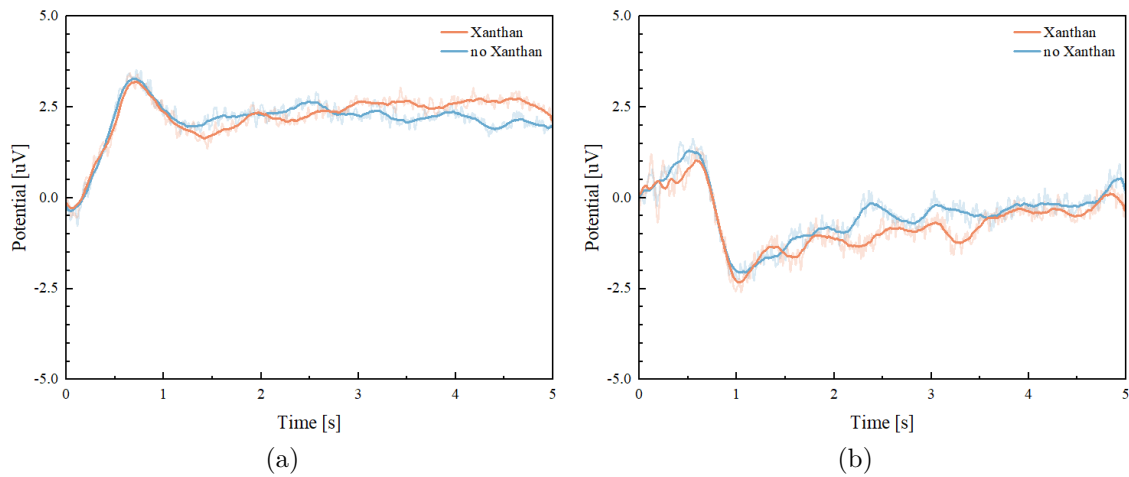 5.0
2.5
0.0
-2.5
-5.0
Potential [uV]
Xanthan
no Xanthan
0 1 2 3 4 5
Time [s]
(a)
5.0
2.5
0.0
-2.5
-5.0
Potential [uV]
Xanthan
no Xanthan
0 1 2 3 4 5
Time [s]
(b)